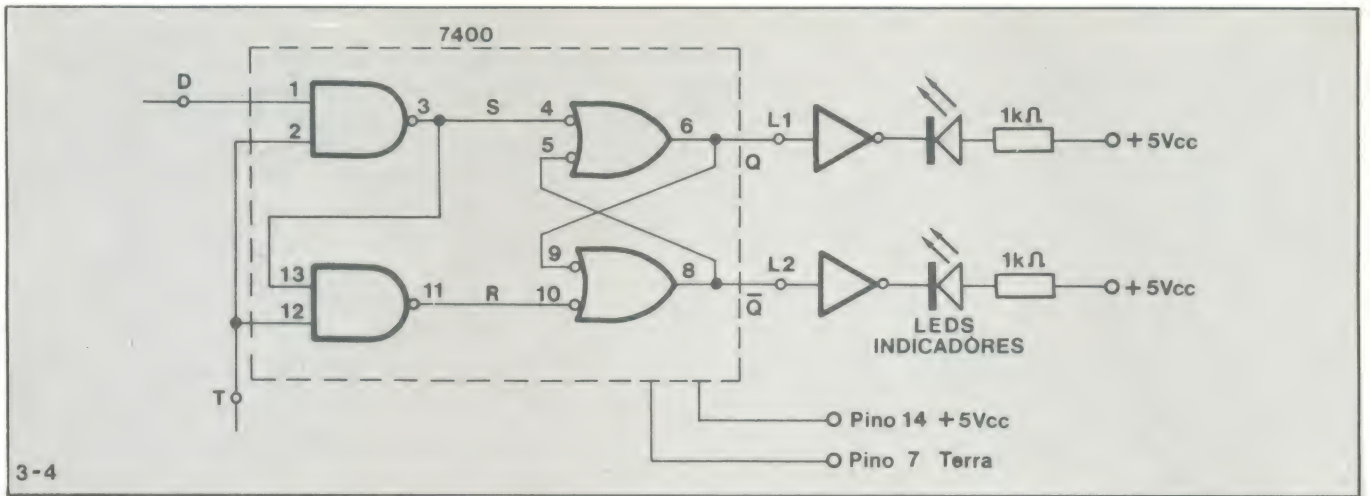 7400
D
1
2
3
S
4
5
6
Q
L1
1kΩ
+5Vcc
13
12
11
R
9
10
8
Q̅
L2
1kΩ
+5Vcc
LEDS
INDICADÓRES
T
Pino 14 +5Vcc
Pino 7 Terra
3-4